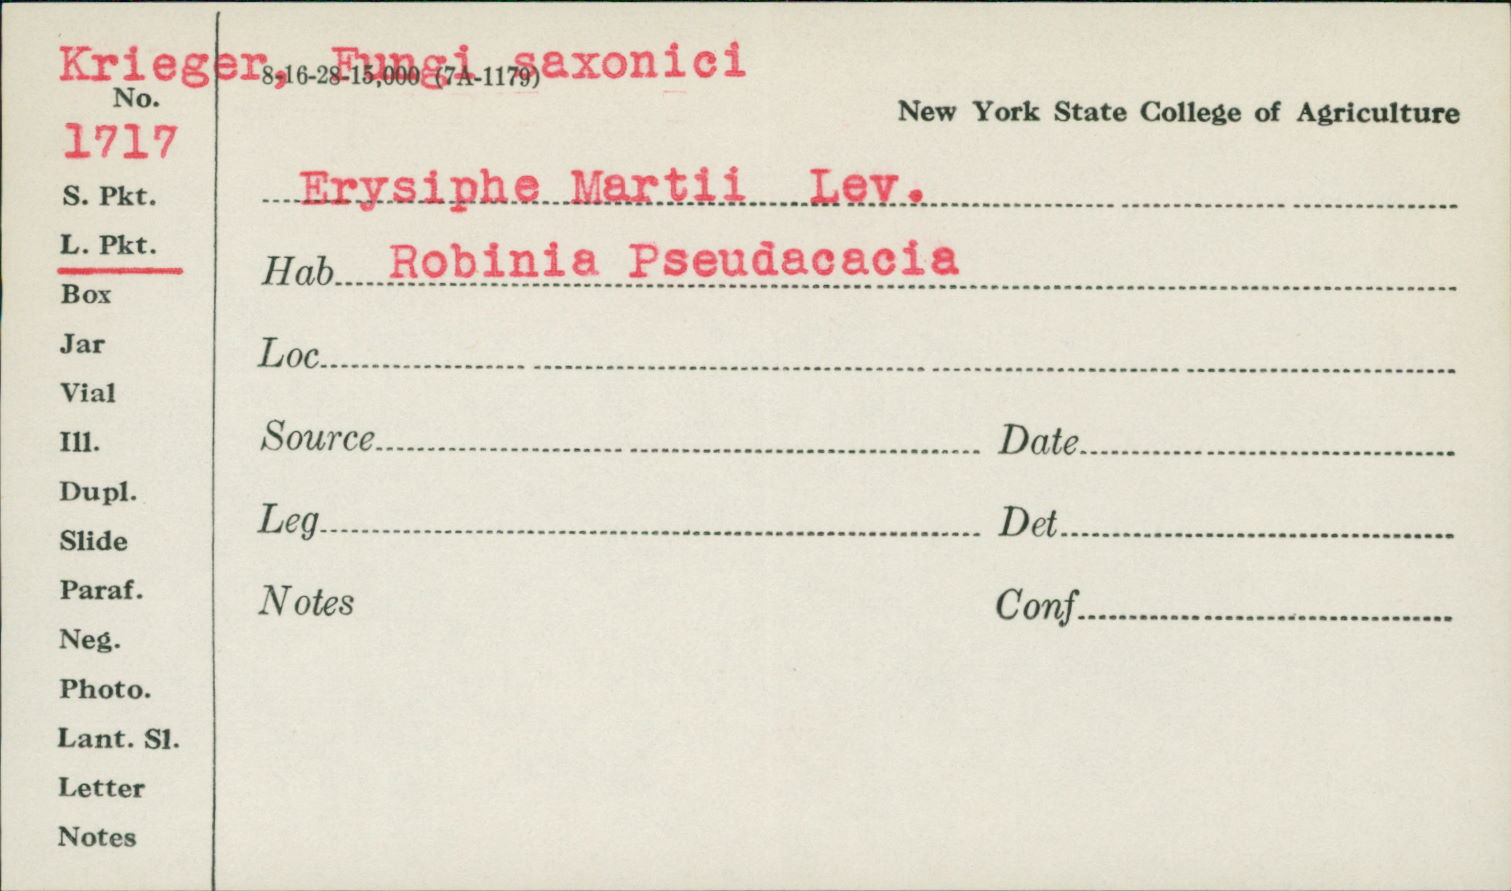 Krieger, Fungi saxonici
8-16-28-15,000 (7A-1179)
No.
New York State College of Agriculture
1717
Erysiphe Martii Lev.
S. Pkt.
L. Pkt.
Hab. Robinia Pseudacacia
Box
Jar
Loc.
Vial
Ill.
Source
Date
Dupl.
Leg.
Det.
Slide
Paraf.
Notes
Conf.
Neg.
Photo.
Lant. Sl.
Letter
Notes